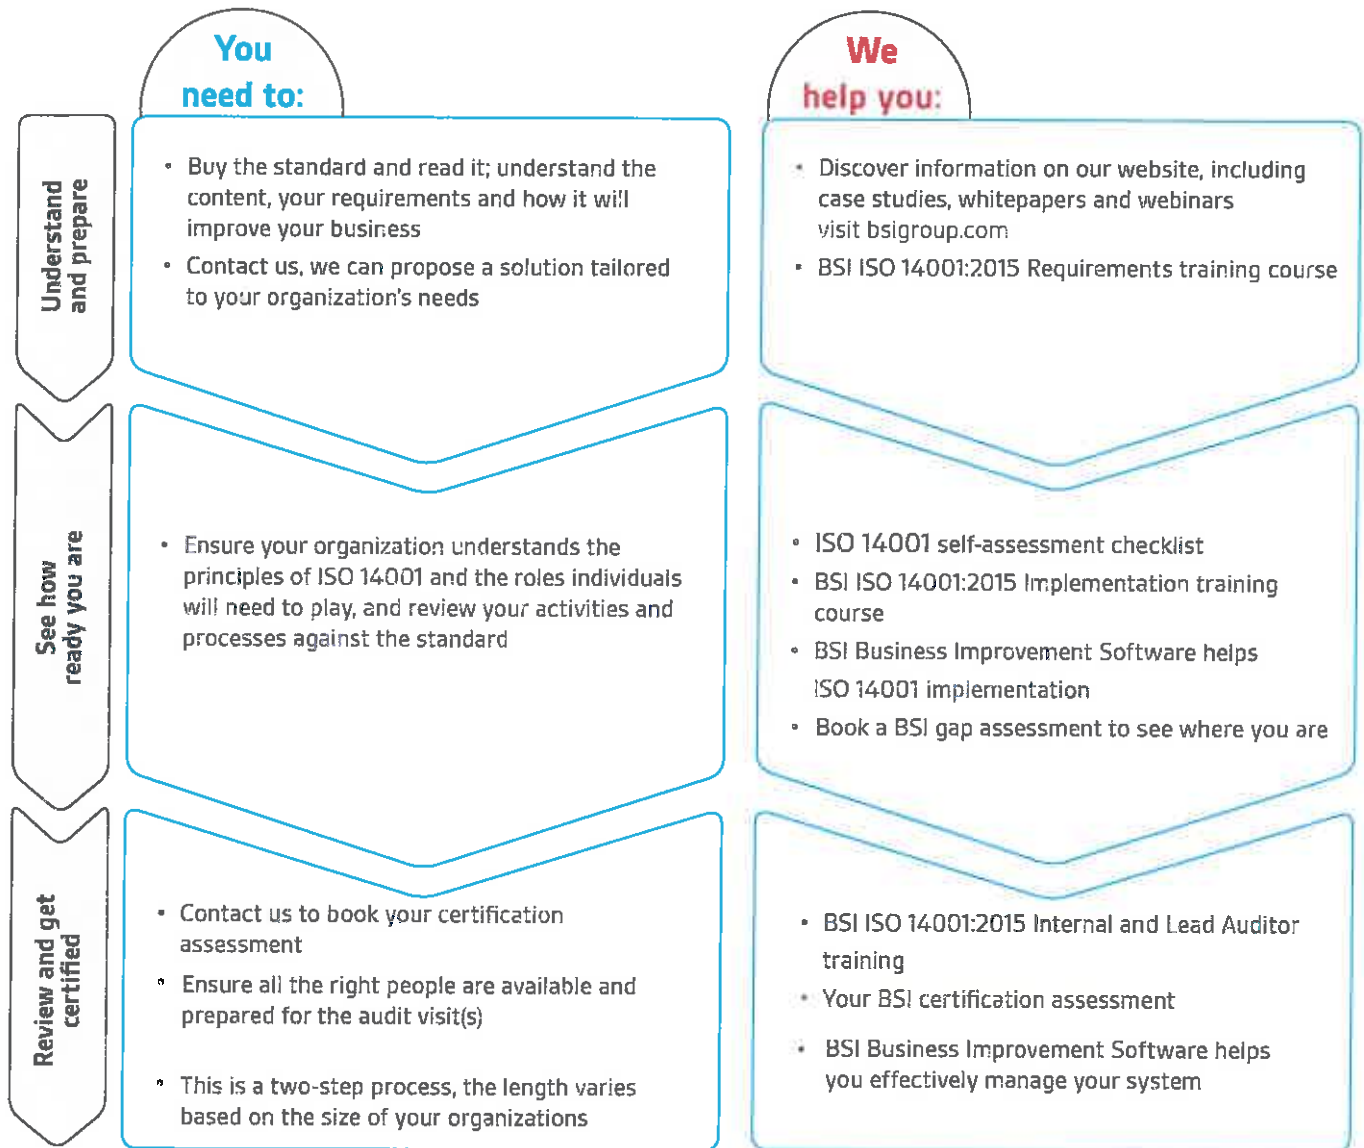 You
need to:
We
help you:
Understand
and prepare
• Buy the standard and read it; understand the
content, your requirements and how it will
improve your business
• Contact us, we can propose a solution tailored
to your organization's needs
• Discover information on our website, including
case studies, whitepapers and webinars
visit bsigroup.com
• BSI ISO 14001:2015 Requirements training course
See how
ready you are
• Ensure your organization understands the
principles of ISO 14001 and the roles individuals
will need to play, and review your activities and
processes against the standard
• ISO 14001 self-assessment checklist
• BSI ISO 14001:2015 Implementation training
course
• BSI Business Improvement Software helps
ISO 14001 implementation
• Book a BSI gap assessment to see where you are
Review and get
certified
• Contact us to book your certification
assessment
• Ensure all the right people are available and
prepared for the audit visit(s)
• This is a two-step process, the length varies
based on the size of your organizations
• BSI ISO 14001:2015 Internal and Lead Auditor
training
• Your BSI certification assessment
• BSI Business Improvement Software helps
you effectively manage your system